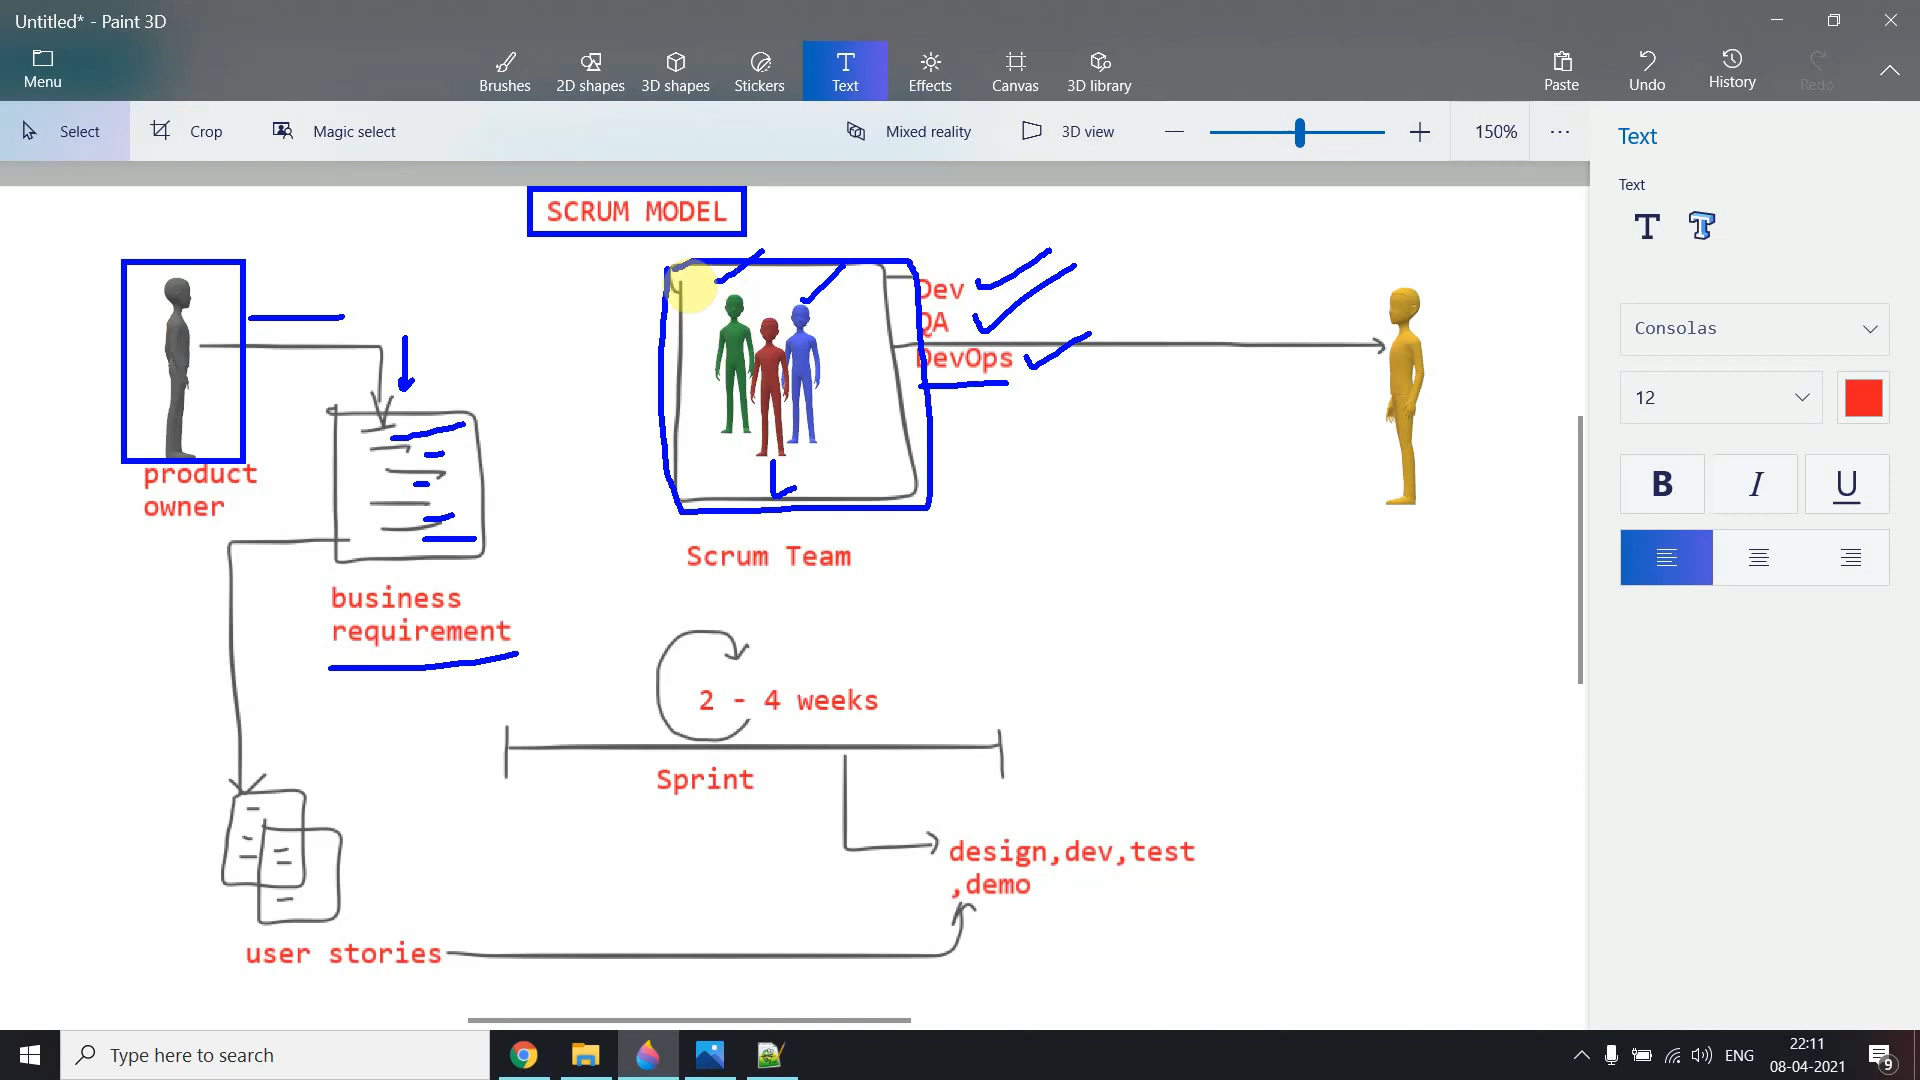 Untitled* - Paint 3D
Menu
Brushes
2D shapes
3D shapes
Stickers
Text
Effects
Canvas
3D library
Paste
Undo
History
Redo
Select
Crop
Magic select
Mixed reality
3D view
150%
Text
Text
Consolas
12
B I U
SCRUM MODEL
Dev
QA
DevOps
product
owner
Scrum Team
business
requirement
2 - 4 weeks
Sprint
design,dev,test
,demo
user stories
Type here to search
ENG
22:11
08-04-2021
9